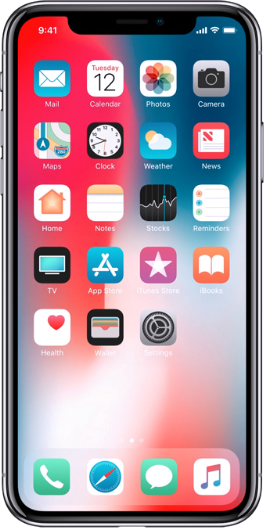 9:41
Tuesday
12
Mail Calendar Photos Camera
280
Maps Clock Weather News
Home Notes Stocks Reminders
TV App Store iTunes Store iBooks
Health Wallet Settings